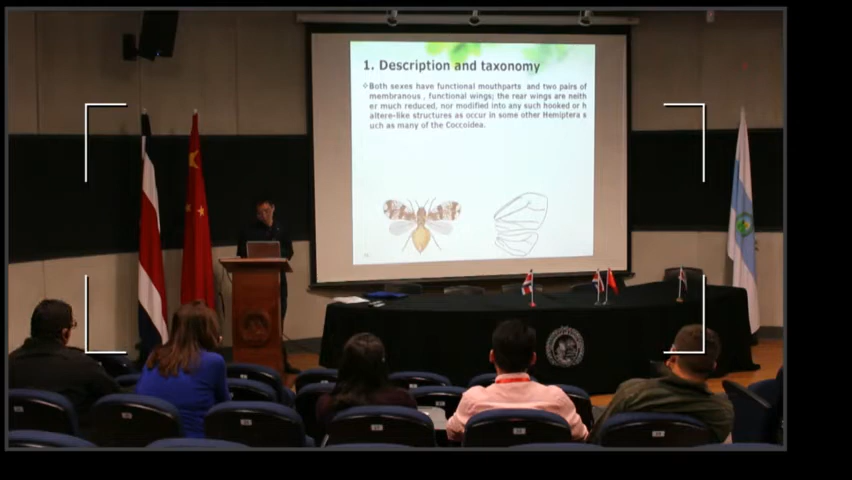 1. Description and taxonomy
❖Both sexes have functional mouthparts and two pairs of
membranous , functional wings; the rear wings are neith
er much reduced, nor modified into any such hooked or h
altere-like structures as occur in some other Hemiptera s
uch as many of the Coccoidea.